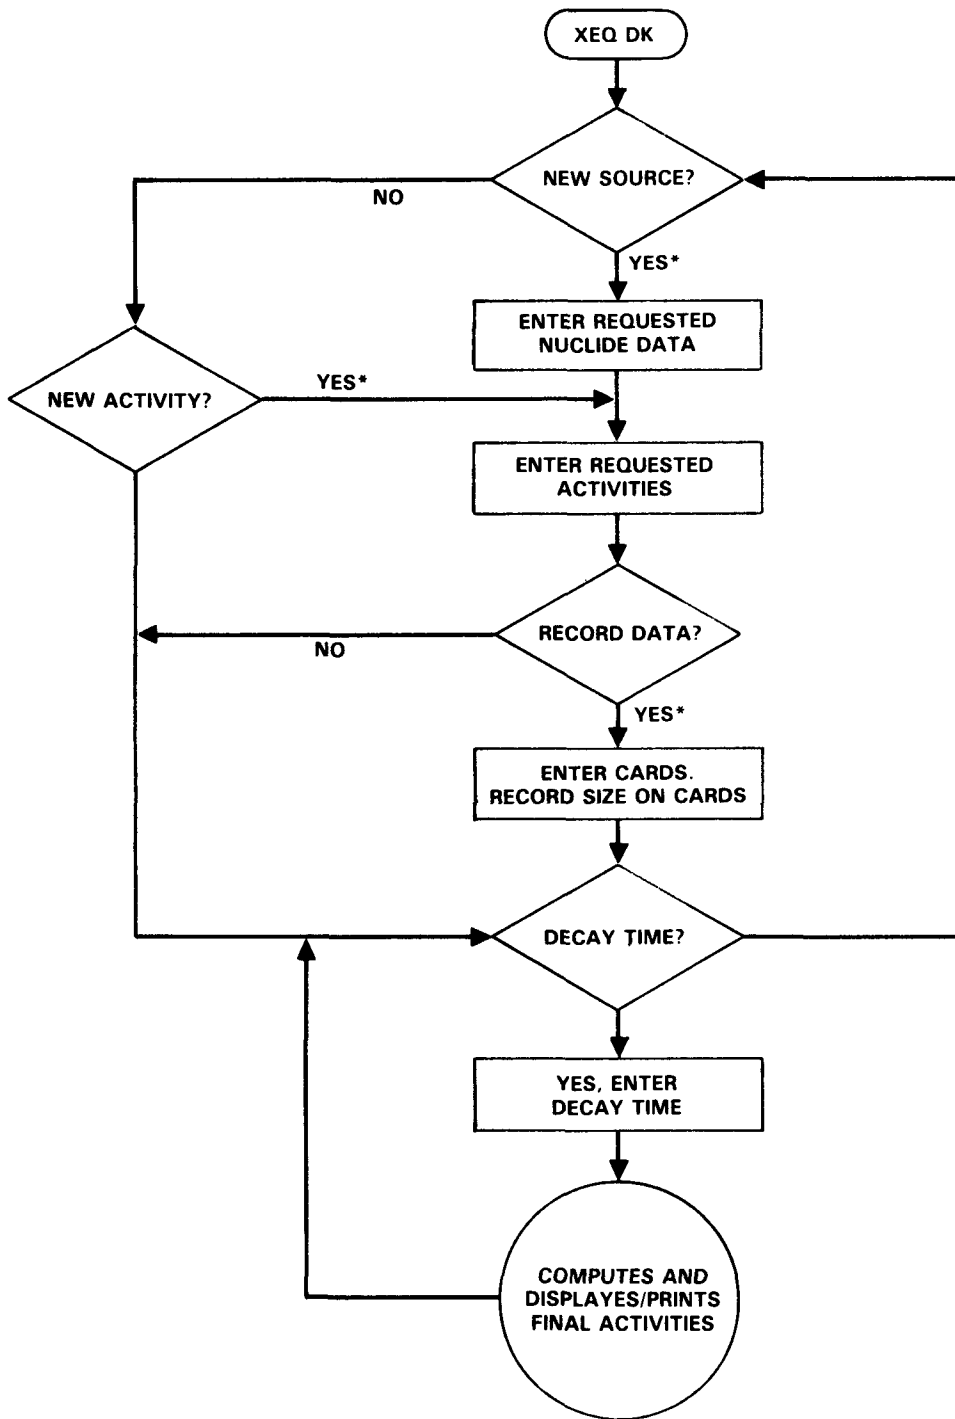 XEQ DK
NEW SOURCE?
NO
YES*
ENTER REQUESTED
NUCLIDE DATA
NEW ACTIVITY?
YES*
ENTER REQUESTED
ACTIVITIES
RECORD DATA?
NO
YES*
ENTER CARDS.
RECORD SIZE ON CARDS
DECAY TIME?
YES, ENTER
DECAY TIME
COMPUTES AND
DISPLAYES/PRINTS
FINAL ACTIVITIES